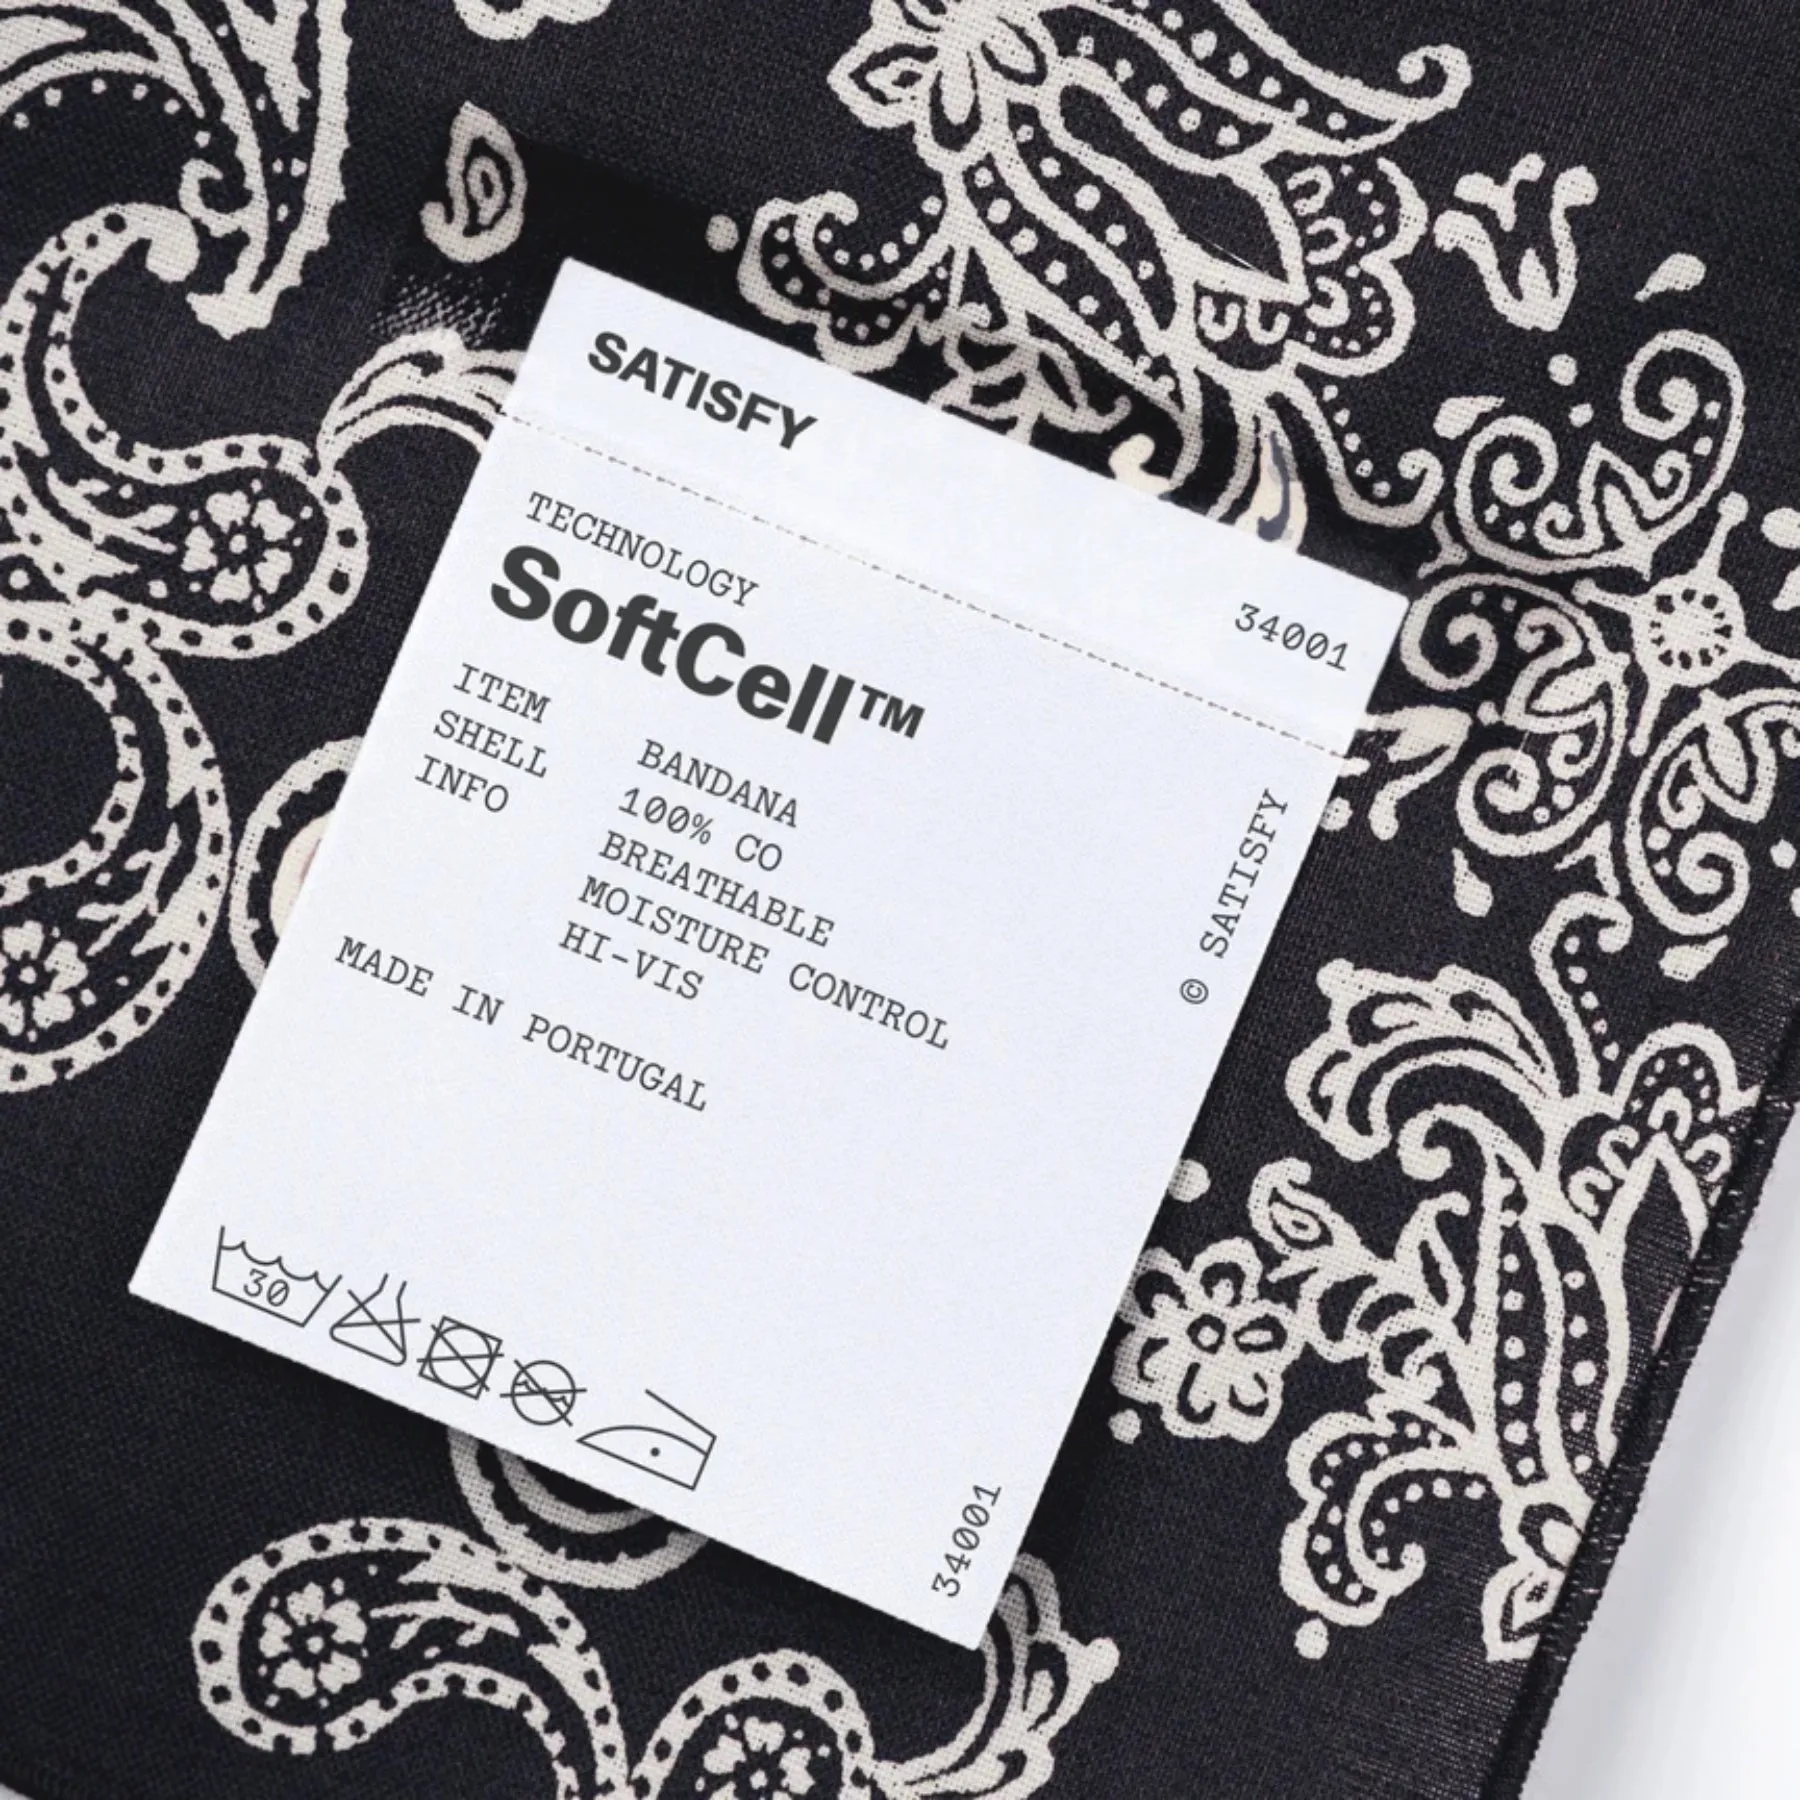 SATISFY
34001
TECHNOLOGY
SoftCell™
ITEM BANDANA
SHELL 100% CO
INFO BREATHABLE
MOISTURE CONTROL
HI-VIS
MADE IN PORTUGAL
© SATISFY
30
34001